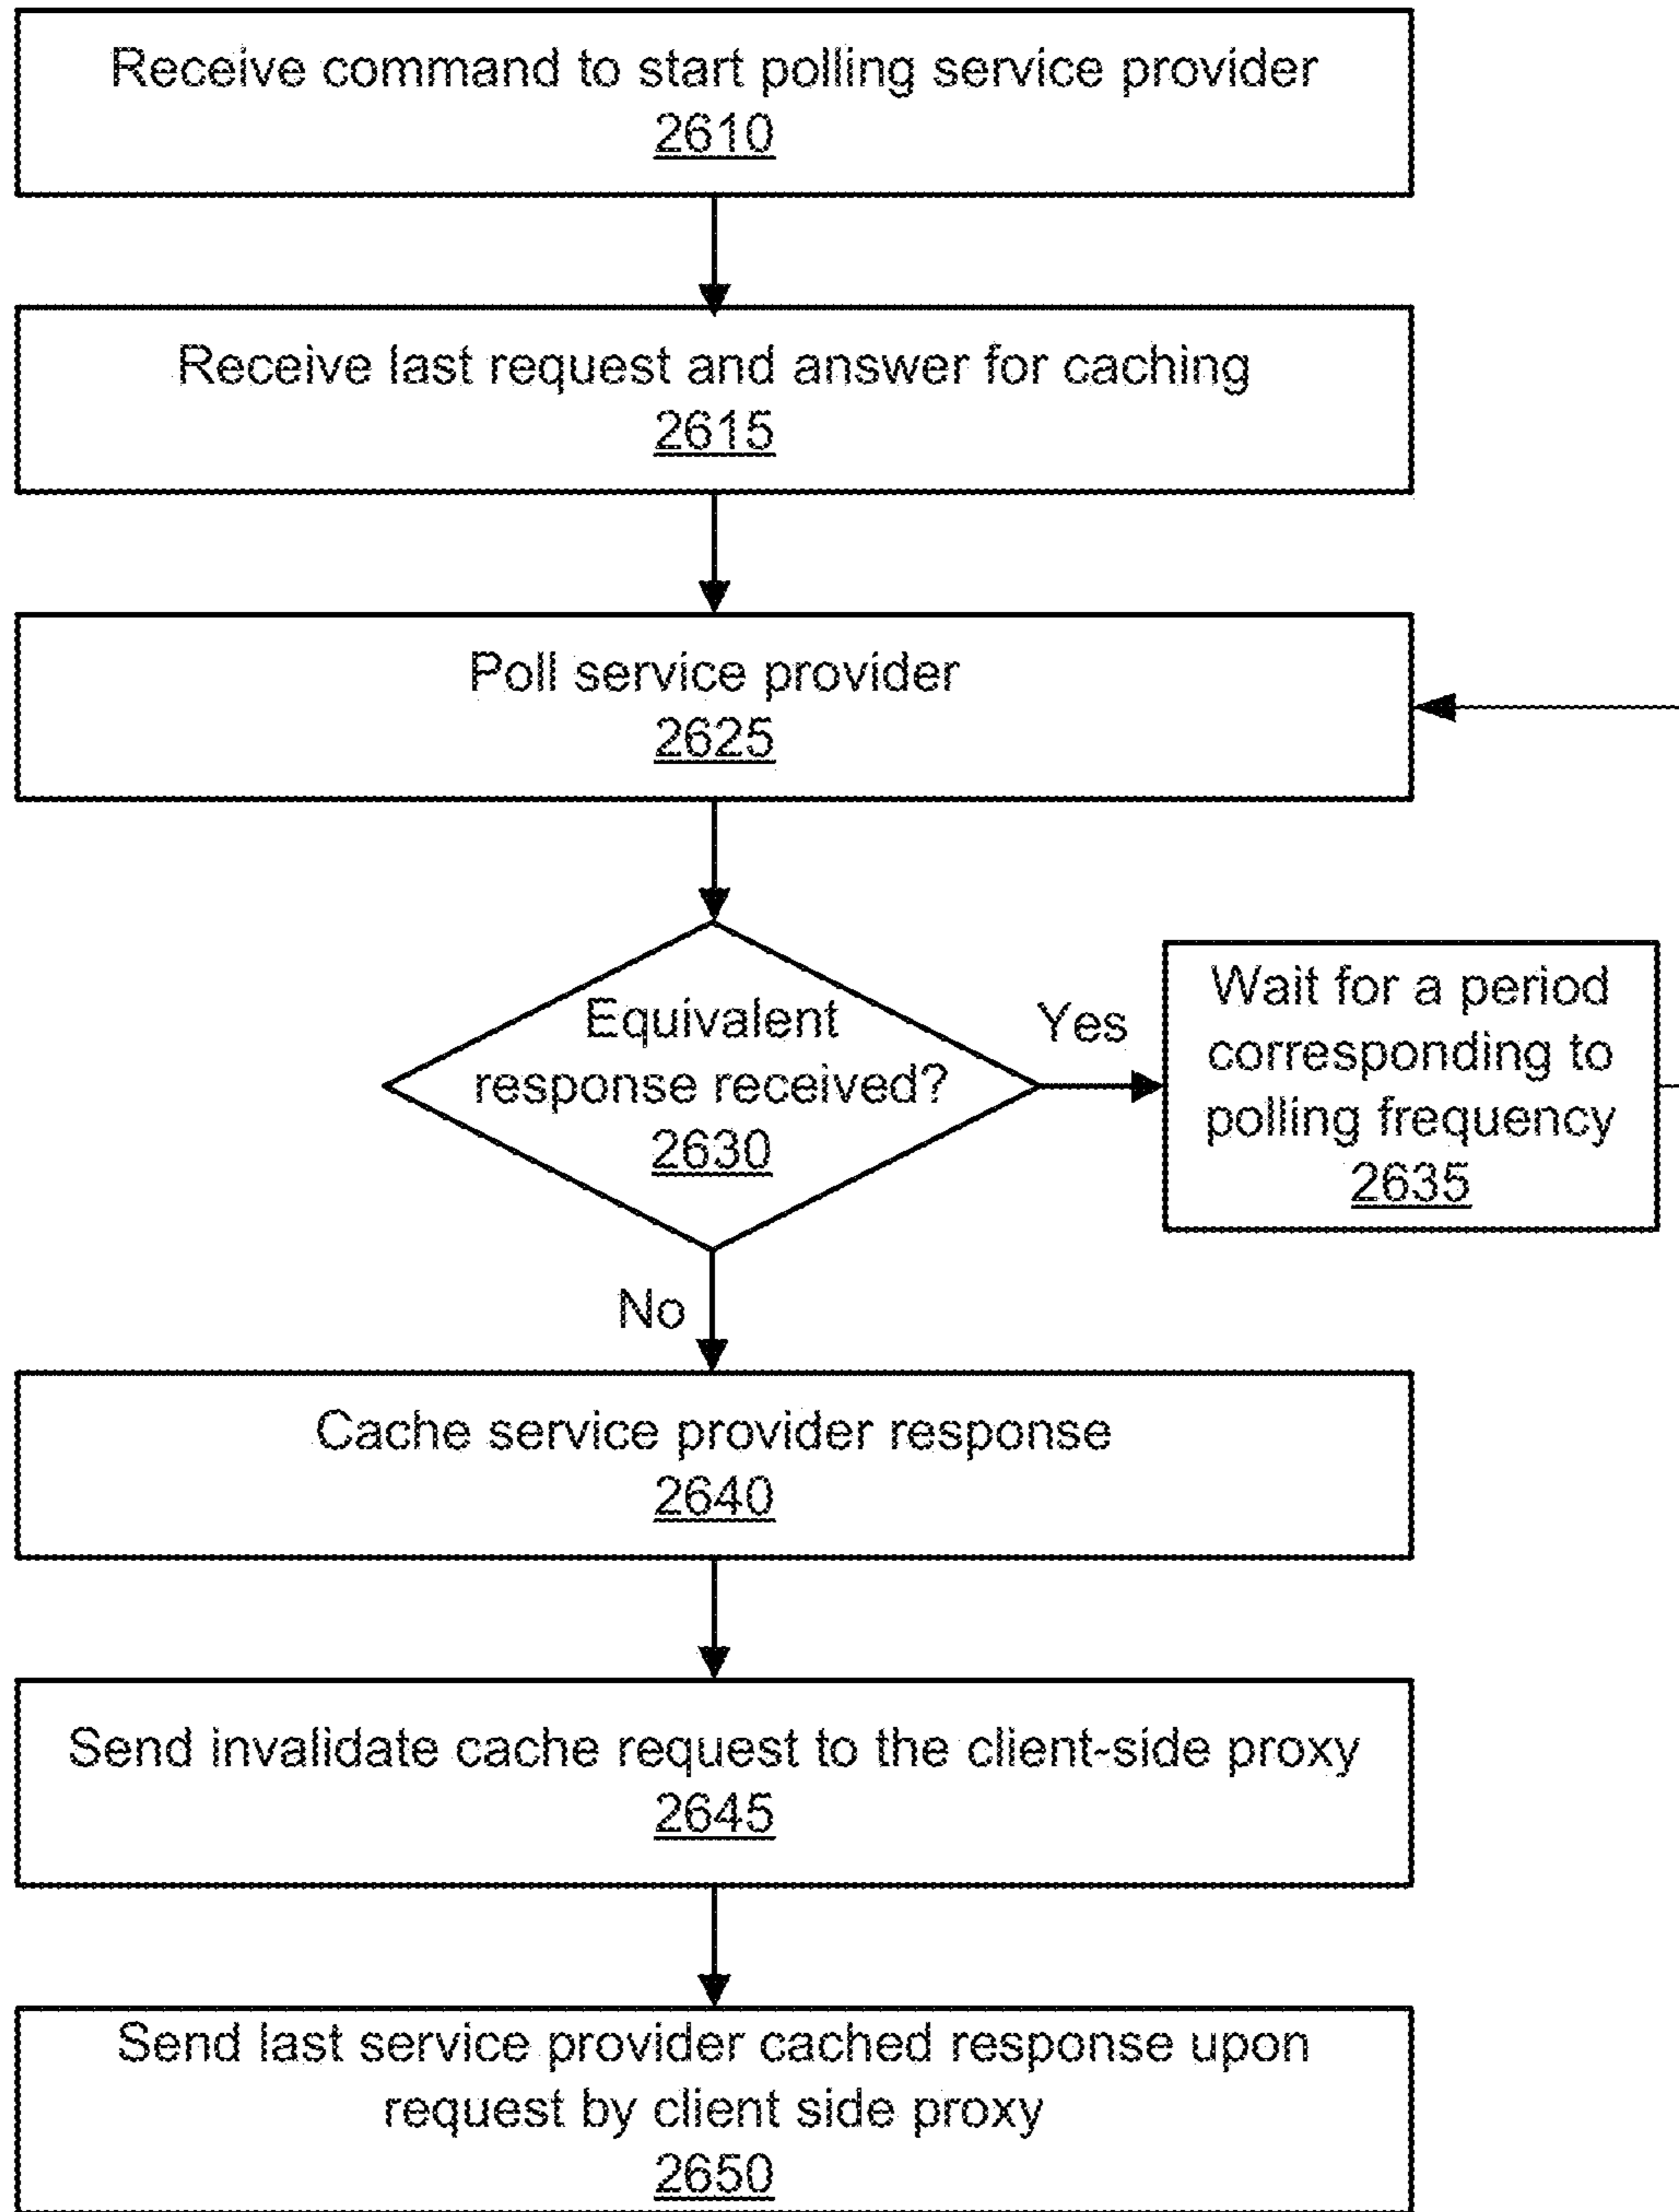 Receive command to start polling service provider
2610
Receive last request and answer for caching
2615
Poll service provider
2625
Equivalent
response received?
2630
Yes
Wait for a period
corresponding to
polling frequency
2635
No
Cache service provider response
2640
Send invalidate cache request to the client-side proxy
2645
Send last service provider cached response upon
request by client side proxy
2650